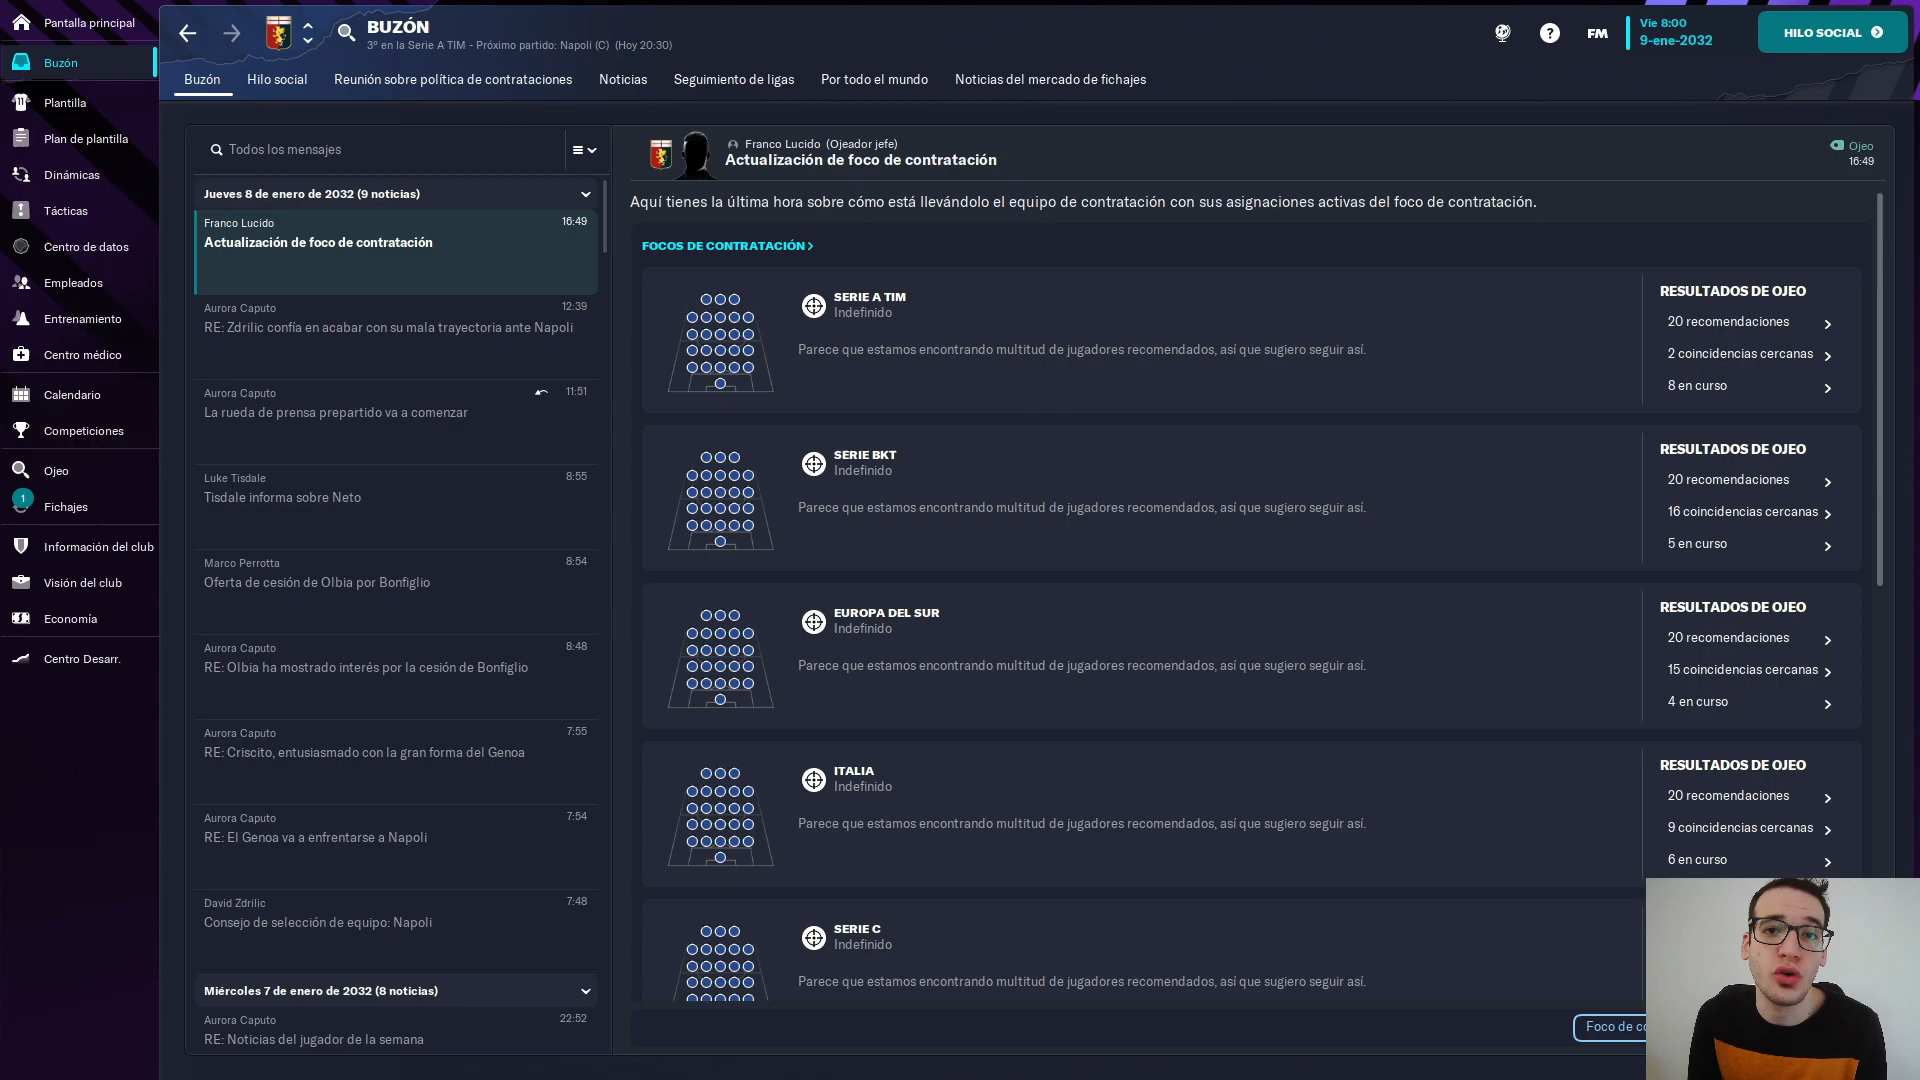 Pantalla principal
Buzón
Plantilla
Plan de plantilla
Dinámicas
Tácticas
Centro de datos
Empleados
Entrenamiento
Centro médico
Calendario
Competiciones
Ojeo
1
Fichajes
Información del club
Visión del club
Economía
Centro Desarr.
BUZÓN
3º en la Serie A TIM - Próximo partido: Napoli (C) (Hoy 20:30)
?
FM
Vie 8:00
9-ene-2032
HILO SOCIAL
Buzón
Hilo social
Reunión sobre política de contrataciones
Noticias
Seguimiento de ligas
Por todo el mundo
Noticias del mercado de fichajes
Todos los mensajes
Jueves 8 de enero de 2032 (9 noticias)
Franco Lucido 16:49
Actualización de foco de contratación
Aurora Caputo 12:39
RE: Zdrilic confía en acabar con su mala trayectoria ante Napoli
Aurora Caputo 11:51
La rueda de prensa prepartido va a comenzar
Luke Tisdale 8:55
Tisdale informa sobre Neto
Marco Perrotta 8:54
Oferta de cesión de Olbia por Bonfiglio
Aurora Caputo 8:48
RE: Olbia ha mostrado interés por la cesión de Bonfiglio
Aurora Caputo 7:55
RE: Criscito, entusiasmado con la gran forma del Genoa
Aurora Caputo 7:54
RE: El Genoa va a enfrentarse a Napoli
David Zdrilic 7:48
Consejo de selección de equipo: Napoli
Miércoles 7 de enero de 2032 (8 noticias)
Aurora Caputo 22:52
RE: Noticias del jugador de la semana
Franco Lucido (Ojeador jefe)
Actualización de foco de contratación
Ojeo
16:49
Aquí tienes la última hora sobre cómo está llevándolo el equipo de contratación con sus asignaciones activas del foco de contratación.
FOCOS DE CONTRATACIÓN
SERIE A TIM
Indefinido
Parece que estamos encontrando multitud de jugadores recomendados, así que sugiero seguir así.
RESULTADOS DE OJEO
20 recomendaciones
2 coincidencias cercanas
8 en curso
SERIE BKT
Indefinido
Parece que estamos encontrando multitud de jugadores recomendados, así que sugiero seguir así.
RESULTADOS DE OJEO
20 recomendaciones
16 coincidencias cercanas
5 en curso
EUROPA DEL SUR
Indefinido
Parece que estamos encontrando multitud de jugadores recomendados, así que sugiero seguir así.
RESULTADOS DE OJEO
20 recomendaciones
15 coincidencias cercanas
4 en curso
ITALIA
Indefinido
Parece que estamos encontrando multitud de jugadores recomendados, así que sugiero seguir así.
RESULTADOS DE OJEO
20 recomendaciones
9 coincidencias cercanas
6 en curso
SERIE C
Indefinido
Parece que estamos encontrando multitud de jugadores recomendados, así que sugiero seguir así.
Foco de